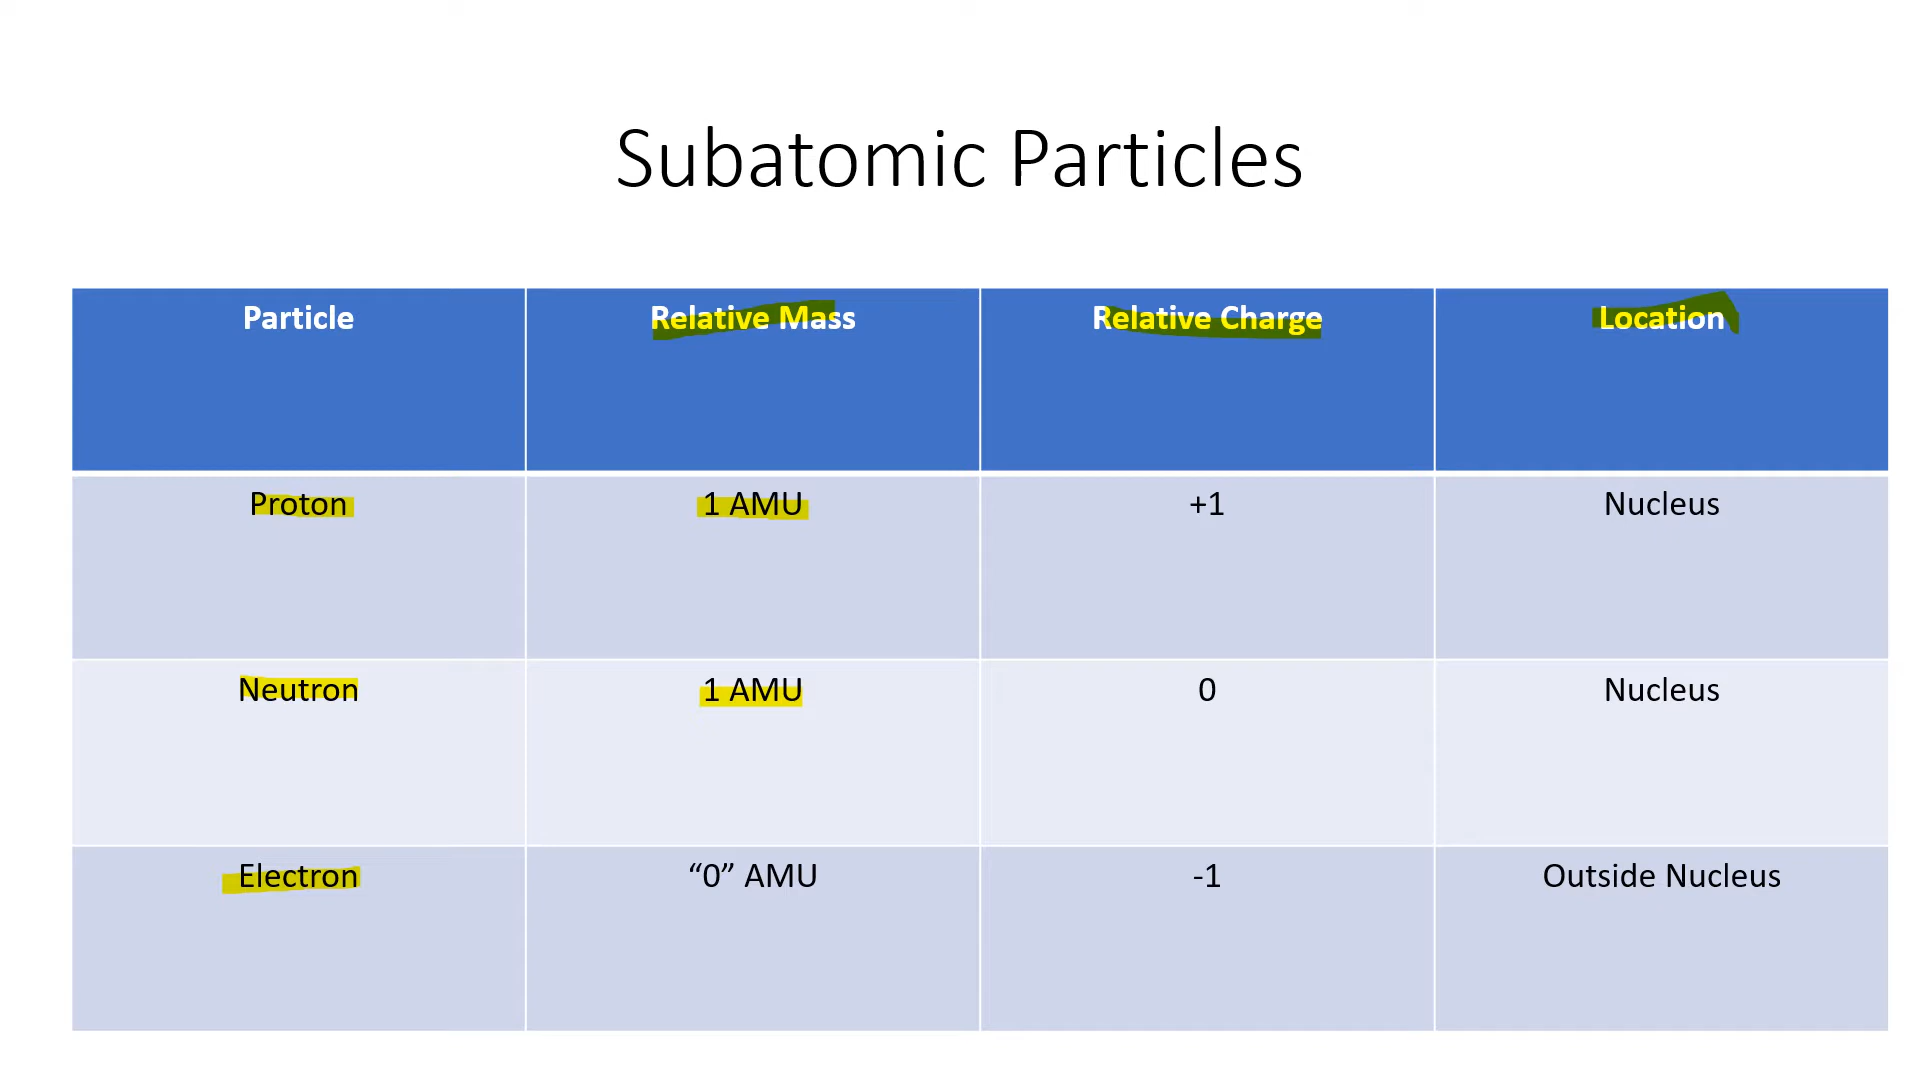 Subatomic Particles
Particle Relative Mass Relative Charge Location
Proton 1 AMU +1 Nucleus
Neutron 1 AMU 0 Nucleus
Electron “0” AMU -1 Outside Nucleus